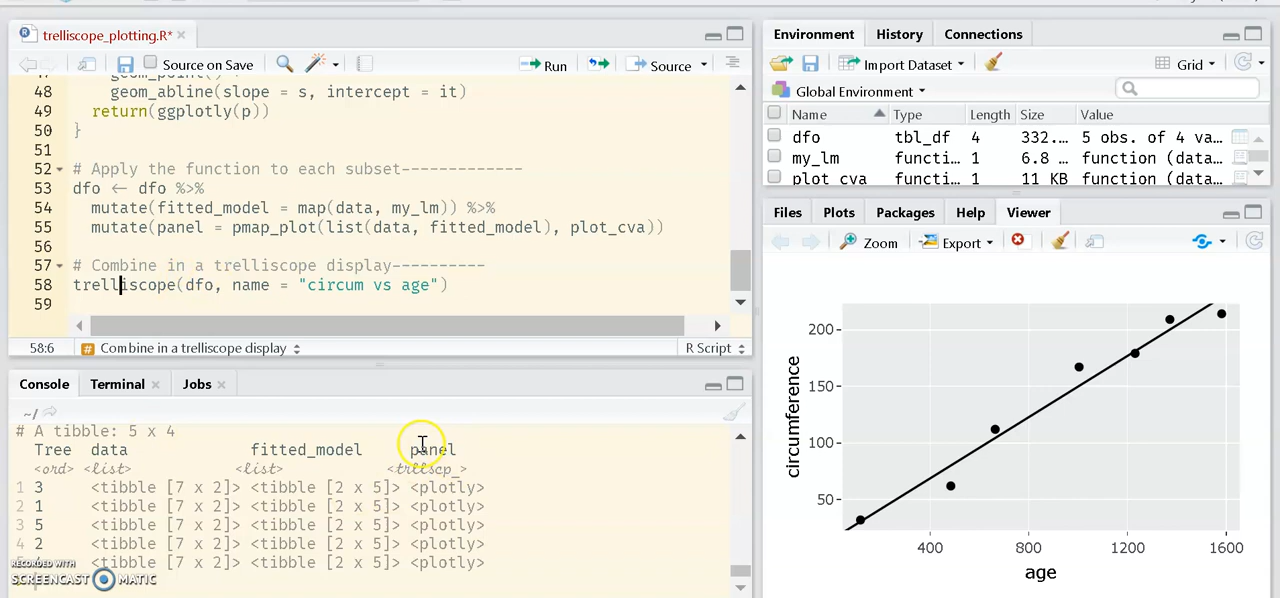 trelliscope_plotting.R*
Source on Save
Run
Source
48 geom_abline(slope = s, intercept = it)
49 return(ggplotly(p))
50 }
51
52 # Apply the function to each subset-------------
53 dfo <- dfo %>%
54 mutate(fitted_model = map(data, my_lm)) %>%
55 mutate(panel = pmap_plot(list(data, fitted_model), plot_cva))
56
57 # Combine in a trelliscope display----------
58 trelliscope(dfo, name = "circum vs age")
59
58:6 # Combine in a trelliscope display R Script
Console Terminal Jobs
~/
# A tibble: 5 x 4
Tree data fitted_model panel
<ord> <list> <list> <trllscp_>
1 3 <tibble [7 x 2]> <tibble [2 x 5]> <plotly>
2 1 <tibble [7 x 2]> <tibble [2 x 5]> <plotly>
3 5 <tibble [7 x 2]> <tibble [2 x 5]> <plotly>
4 2 <tibble [7 x 2]> <tibble [2 x 5]> <plotly>
<tibble [7 x 2]> <tibble [2 x 5]> <plotly>
RECORDED WITH
SCREENCAST MATIC
Environment History Connections
Import Dataset Grid
Global Environment
Name Type Length Size Value
dfo tbl_df 4 332... 5 obs. of 4 va...
my_lm functi... 1 6.8 ... function (data...
plot_cva functi... 1 11 KB function (data...
Files Plots Packages Help Viewer
Zoom Export
200
150
100
50
circumference
400 800 1200 1600
age